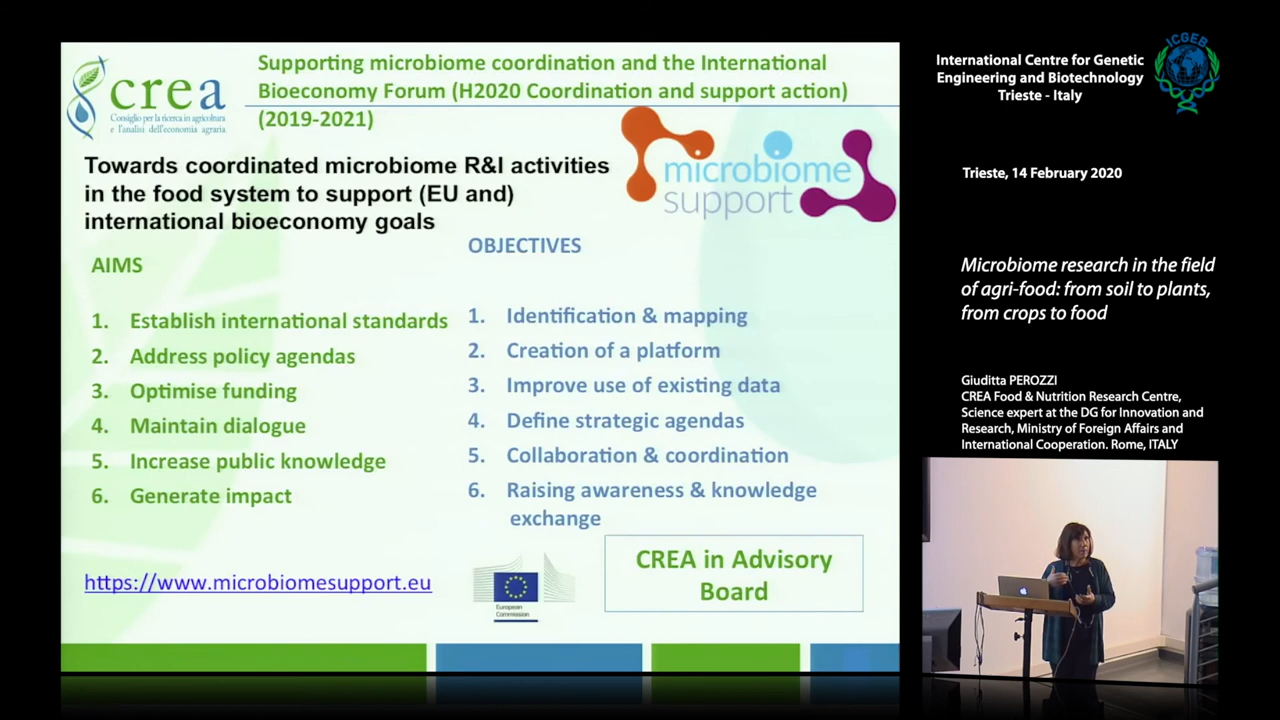 crea
Consiglio per la ricerca in agricoltura
e l'analisi dell'economia agraria
Supporting microbiome coordination and the International
Bioeconomy Forum (H2020 Coordination and support action)
(2019-2021)
Towards coordinated microbiome R&I activities
in the food system to support (EU and)
international bioeconomy goals
microbiome
support
AIMS
1. Establish international standards
2. Address policy agendas
3. Optimise funding
4. Maintain dialogue
5. Increase public knowledge
6. Generate impact
https://www.microbiomesupport.eu
OBJECTIVES
1. Identification & mapping
2. Creation of a platform
3. Improve use of existing data
4. Define strategic agendas
5. Collaboration & coordination
6. Raising awareness & knowledge
exchange
European
Commission
CREA in Advisory
Board
International Centre for Genetic
Engineering and Biotechnology
Trieste - Italy
ICGEB
Trieste, 14 February 2020
Microbiome research in the field
of agri-food: from soil to plants,
from crops to food
Giuditta PEROZZI
CREA Food & Nutrition Research Centre,
Science expert at the DG for Innovation and
Research, Ministry of Foreign Affairs and
International Cooperation. Rome, ITALY